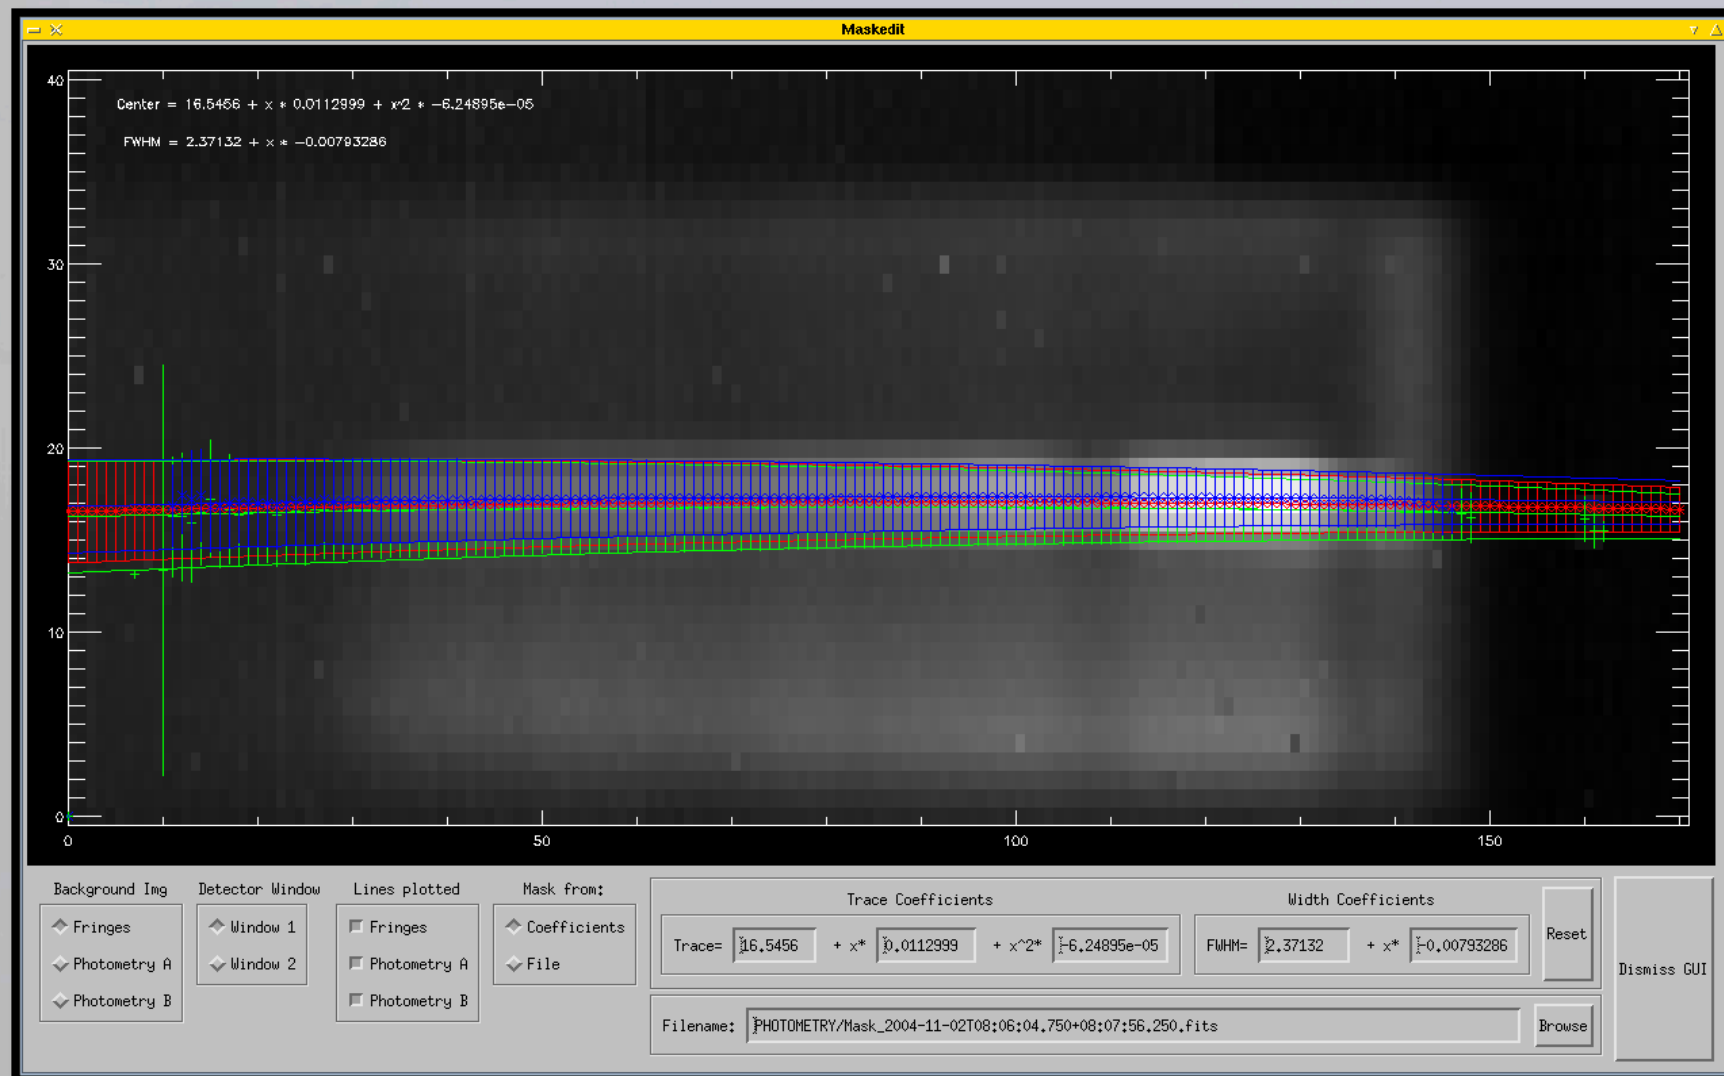 Maskedit
40
Center = 16.5456 + x * 0.0112999 + x^2 * -6.24895e-05
FWHM = 2.37132 + x * -0.00793286
30
20
10
0
0 50 100 150
Background Img Detector Window Lines plotted Mask from: Trace Coefficients Width Coefficients
Fringes Window 1 Fringes Coefficients
Trace= 16.5456 + x* 0.0112999 + x^2* -6.24895e-05 FWHM= 2.37132 + x* -0.00793286 Reset
Photometry A Window 2 Photometry A File
Dismiss GUI
Photometry B Photometry B
Filename: PHOTOMETRY/Mask_2004-11-02T08:06:04.750+08:07:56.250.fits Browse